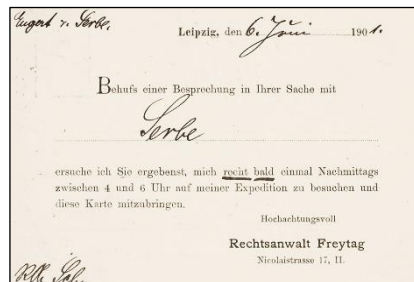 Engert v. Serbe.
Leipzig, den 6. Juni 1901.
Behufs einer Besprechung in Ihrer Sache mit
Serbe
ersuche ich Sie ergebenst, mich recht bald einmal Nachmittags
zwischen 4 und 6 Uhr auf meiner Expedition zu besuchen und
diese Karte mitzubringen.
Hochachtungsvoll
Rechtsanwalt Freytag
Nicolaistrasse 17, II.